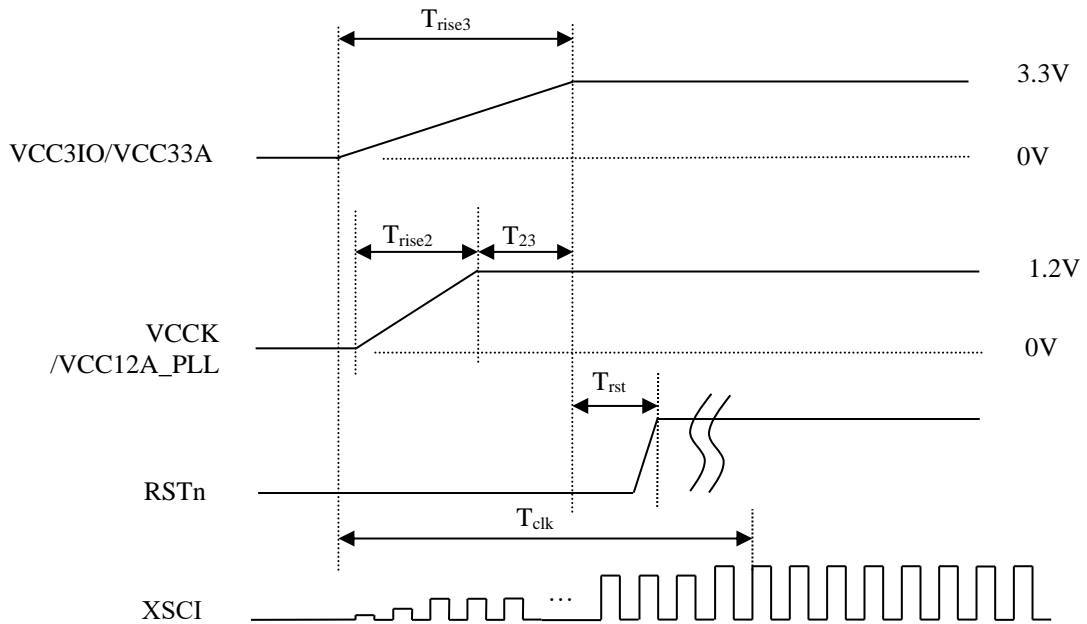 Trise3
3.3V
VCC3IO/VCC33A
0V
Trise2
T23
1.2V
VCCK
/VCC12A_PLL
0V
Trst
RSTn
Tclk
XSCI
...